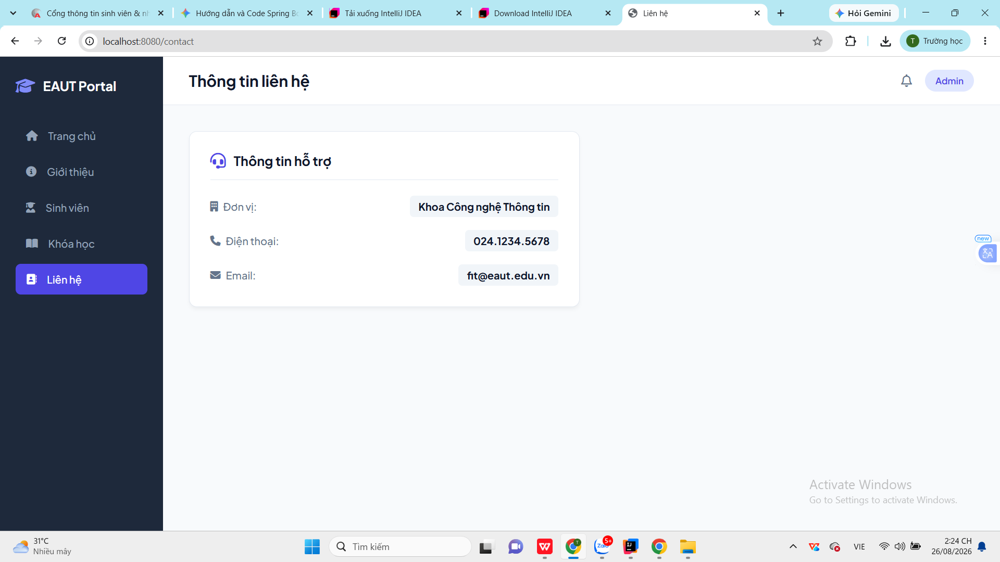 Cổng thông tin sinh viên & nh
Hướng dẫn và Code Spring Bo
Tải xuống IntelliJ IDEA
Download IntelliJ IDEA
Liên hệ
Hỏi Gemini
localhost:8080/contact
T
Trường học
EAUT Portal
Thông tin liên hệ
Admin
Trang chủ
Giới thiệu
Sinh viên
Khóa học
Liên hệ
Thông tin hỗ trợ
Đơn vị:
Khoa Công nghệ Thông tin
Điện thoại:
024.1234.5678
Email:
fit@eaut.edu.vn
new
Activate Windows
Go to Settings to activate Windows.
31°C
Nhiều mây
Tìm kiếm
Zalo
5+
VIE
2:24 CH
26/08/2026